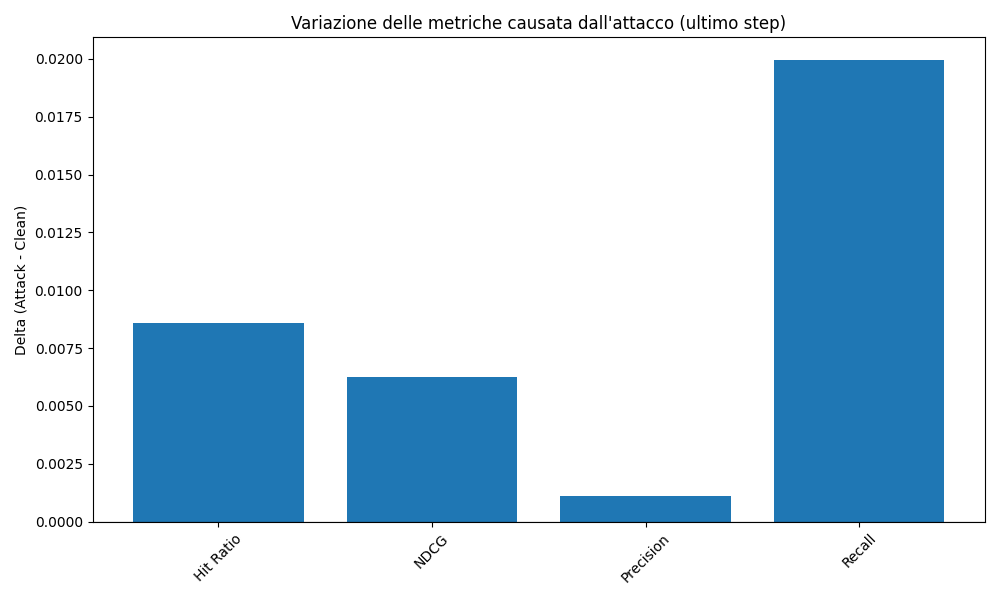 Variazione delle metriche causata dall'attacco (ultimo step)
Delta (Attack - Clean)
0.0200
0.0175
0.0150
0.0125
0.0100
0.0075
0.0050
0.0025
0.0000
Hit Ratio
NDCG
Precision
Recall